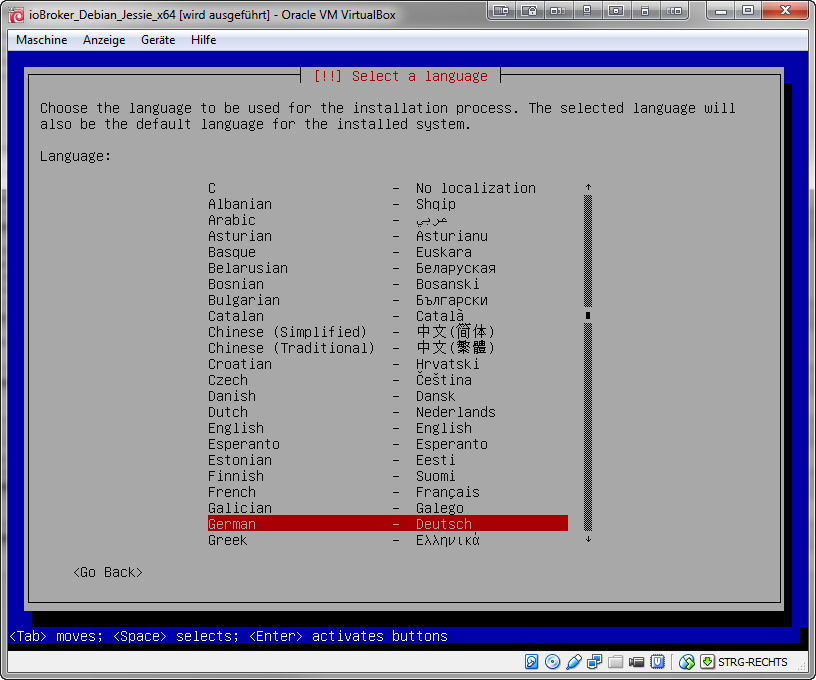 ioBroker_Debian_Jessie_x64 [wird ausgeführt] - Oracle VM VirtualBox
Maschine Anzeige Geräte Hilfe
[!!] Select a language
Choose the language to be used for the installation process. The selected language will
also be the default language for the installed system.
Language:
C - No localization
Albanian - Shqip
Arabic - عربي
Asturian - Asturianu
Basque - Euskara
Belarusian - Беларуская
Bosnian - Bosanski
Bulgarian - Български
Catalan - Català
Chinese (Simplified) - 中文(简体)
Chinese (Traditional) - 中文(繁體)
Croatian - Hrvatski
Czech - Čeština
Danish - Dansk
Dutch - Nederlands
English - English
Esperanto - Esperanto
Estonian - Eesti
Finnish - Suomi
French - Français
Galician - Galego
German - Deutsch
Greek - Ελληνικά
<Go Back>
<Tab> moves; <Space> selects; <Enter> activates buttons
STRG-RECHTS